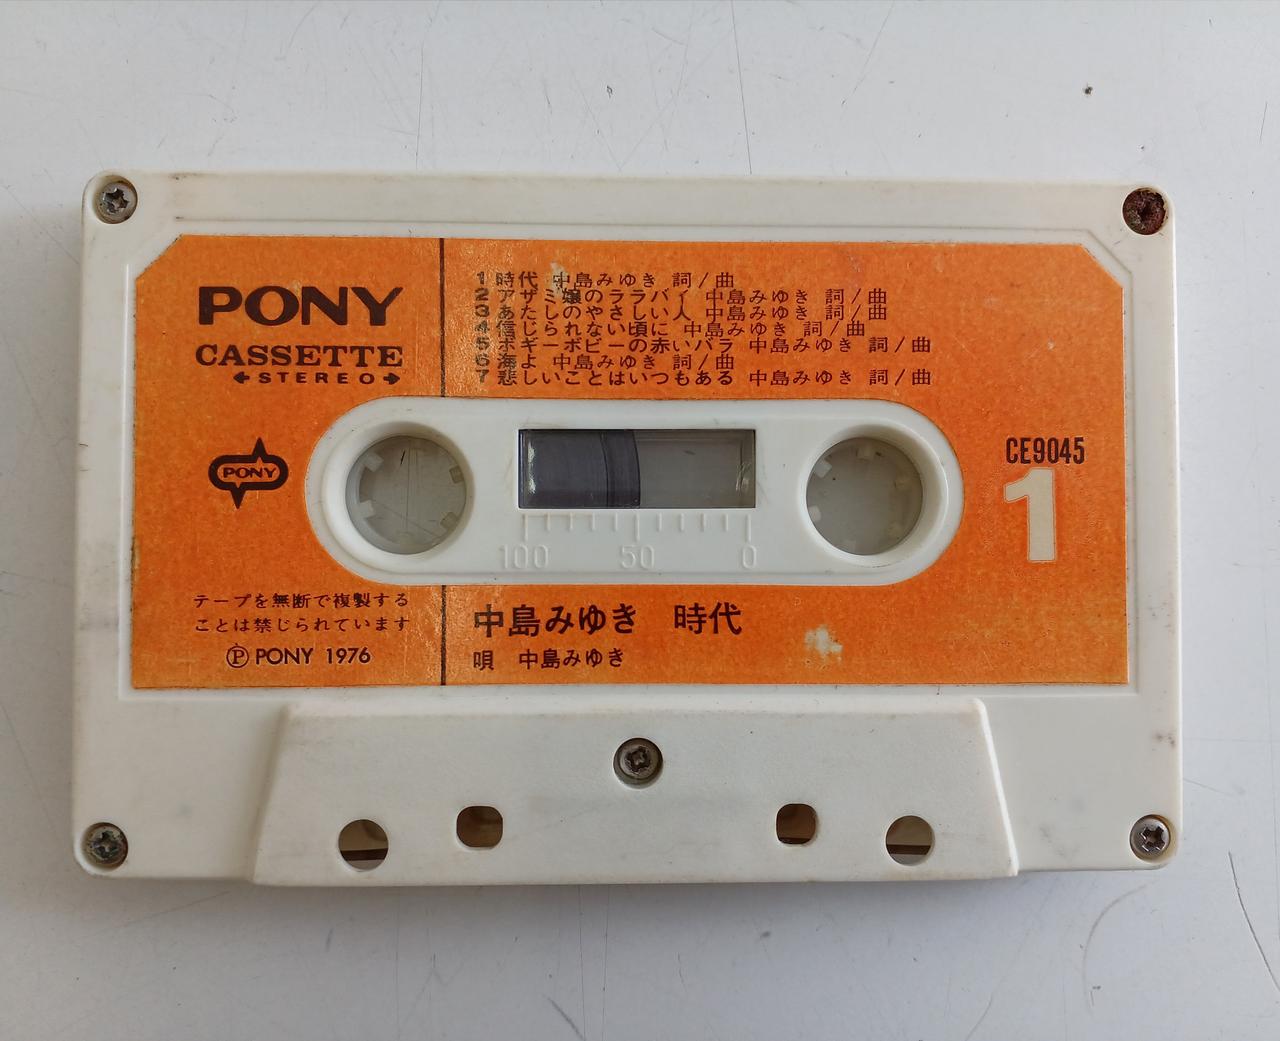 PONY
CASSETTE
STEREO
PONY
テープを無断で複製する
ことは禁じられています
Ⓟ PONY 1976
1 時代 中島みゆき 詞/曲
2 アザミ嬢のララバイ 中島みゆき 詞/曲
3 あたしのやさしい人 中島みゆき 詞/曲
4 信じられない頃に 中島みゆき 詞/曲
5 ボギーボビーの赤いバラ 中島みゆき 詞/曲
6 海よ 中島みゆき 詞/曲
7 悲しいことはいつもある 中島みゆき 詞/曲
100 50 0
CE9045
1
中島みゆき 時代
唄 中島みゆき